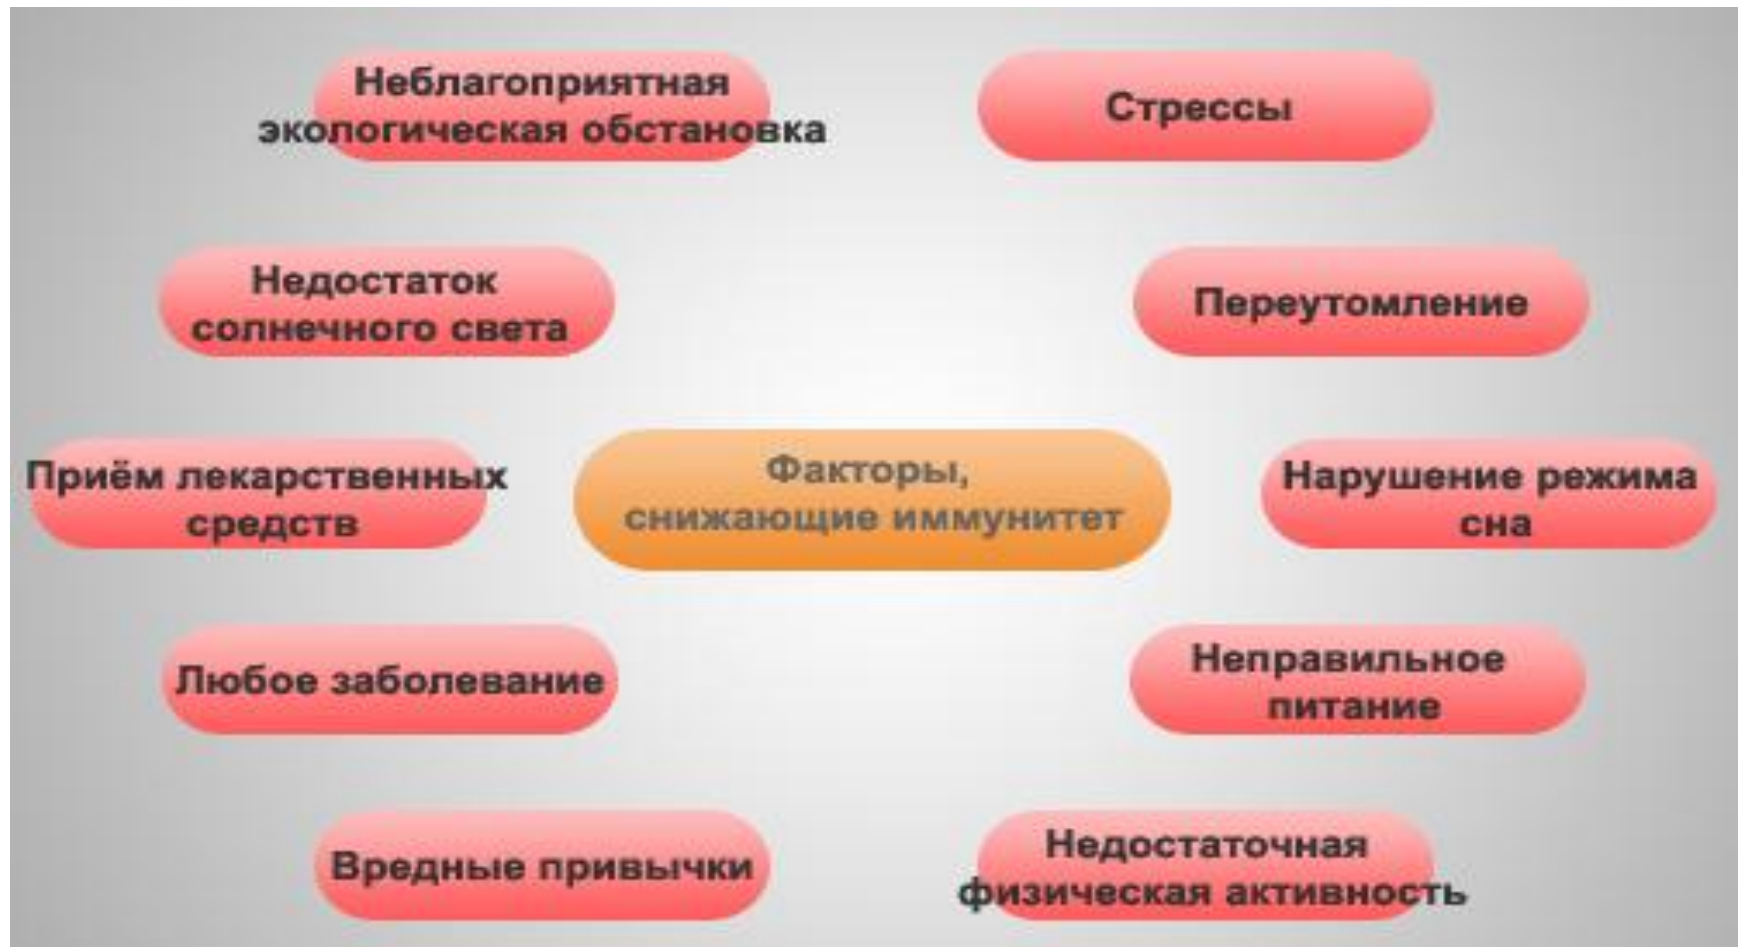 Неблагоприятная
экологическая обстановка
Стрессы
Недостаток
солнечного света
Переутомление
Приём лекарственных
средств
Факторы,
снижающие иммунитет
Нарушение режима
сна
Любое заболевание
Неправильное
питание
Вредные привычки
Недостаточная
физическая активность